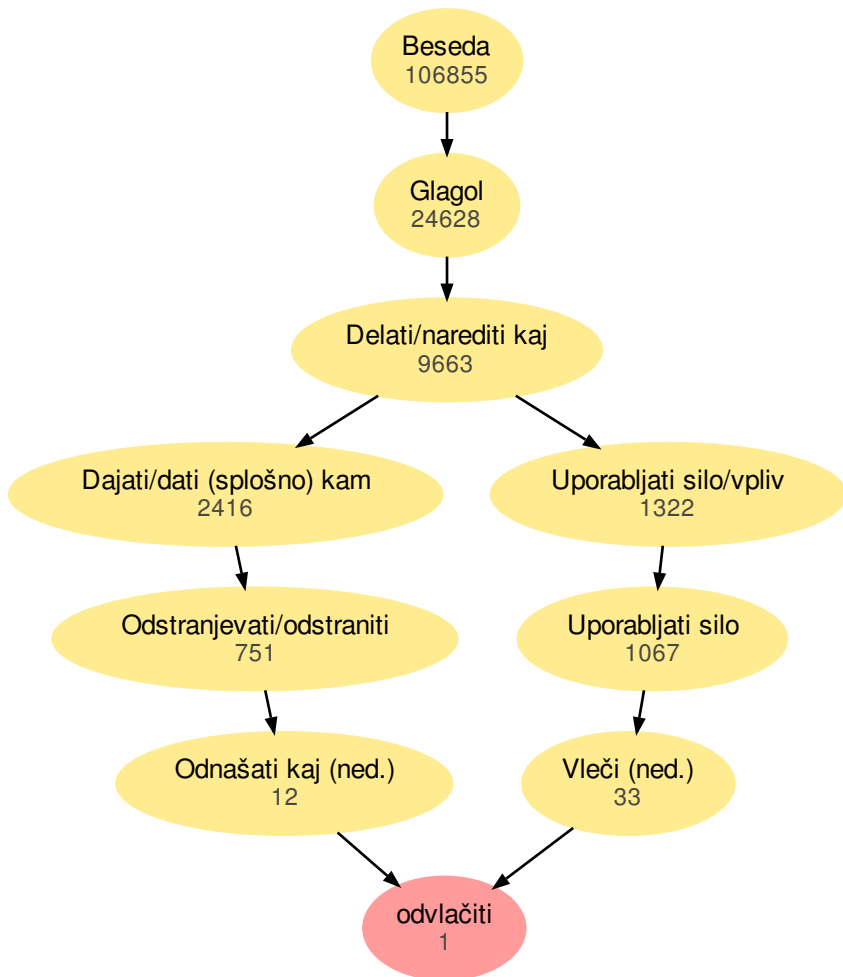 Beseda
106855
Glagol
24628
Delati/narediti kaj
9663
Dajati/dati (splošno) kam
2416
Uporabljati silo/vpliv
1322
Odstranjevati/odstraniti
751
Uporabljati silo
1067
Odnašati kaj (ned.)
12
Vleči (ned.)
33
odvlačiti
1